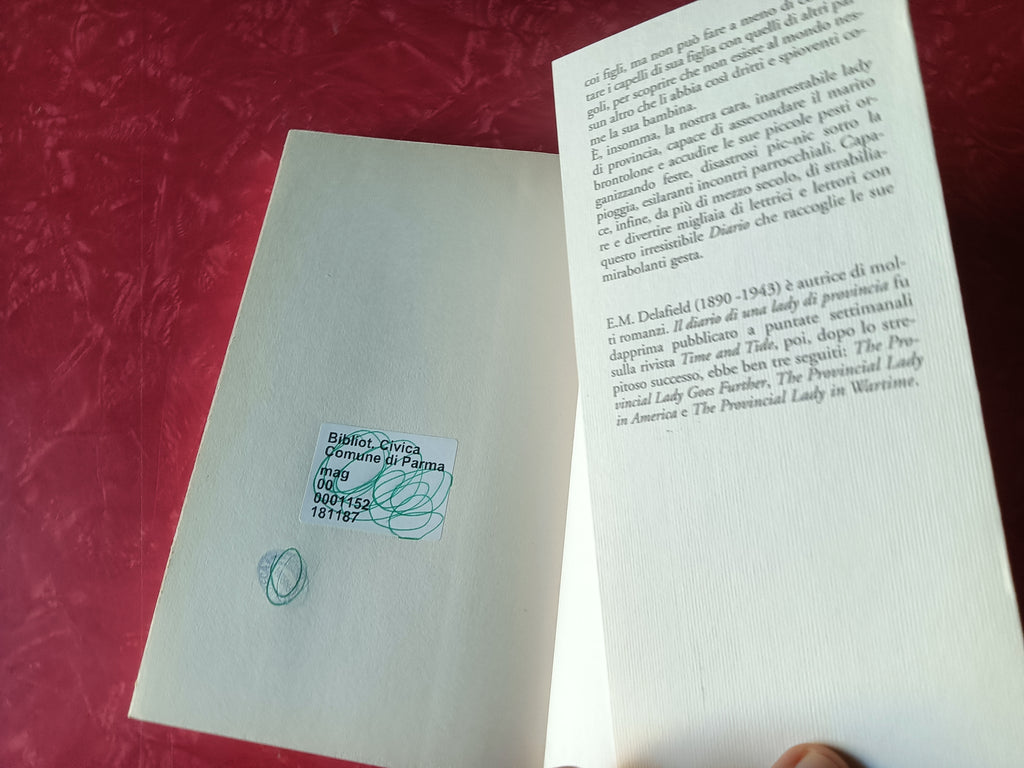 Bibliot. Civica
Comune di Parma
mag
00
0001152
181187
coi figli, ma non può fare a meno di
tare i capelli di sua figlia con quelli di altri
goli, per scoprire che non esiste al mondo nes-
sun altro che li abbia così dritti e spioventi co-
me la sua bambina.
È, insomma, la nostra cara, inarrestabile lady
di provincia, capace di assecondare il marito
brontolone e accudire le sue piccole pesti or-
ganizzando feste, disastrosi pic-nic sotto la
pioggia, esilaranti incontri parrocchiali. Capa-
ce, infine, da più di mezzo secolo, di strabilia-
re e divertire migliaia di lettrici e lettori con
questo irresistibile Diario che raccoglie le sue
mirabolanti gesta.
E.M. Delafield (1890 -1943) è autrice di mol-
ti romanzi. Il diario di una lady di provincia fu
dapprima pubblicato a puntate settimanali
sulla rivista Time and Tide, poi, dopo lo stre-
pitoso successo, ebbe ben tre seguiti: The Pro-
vincial Lady Goes Further, The Provincial Lady
in America e The Provincial Lady in Wartime.